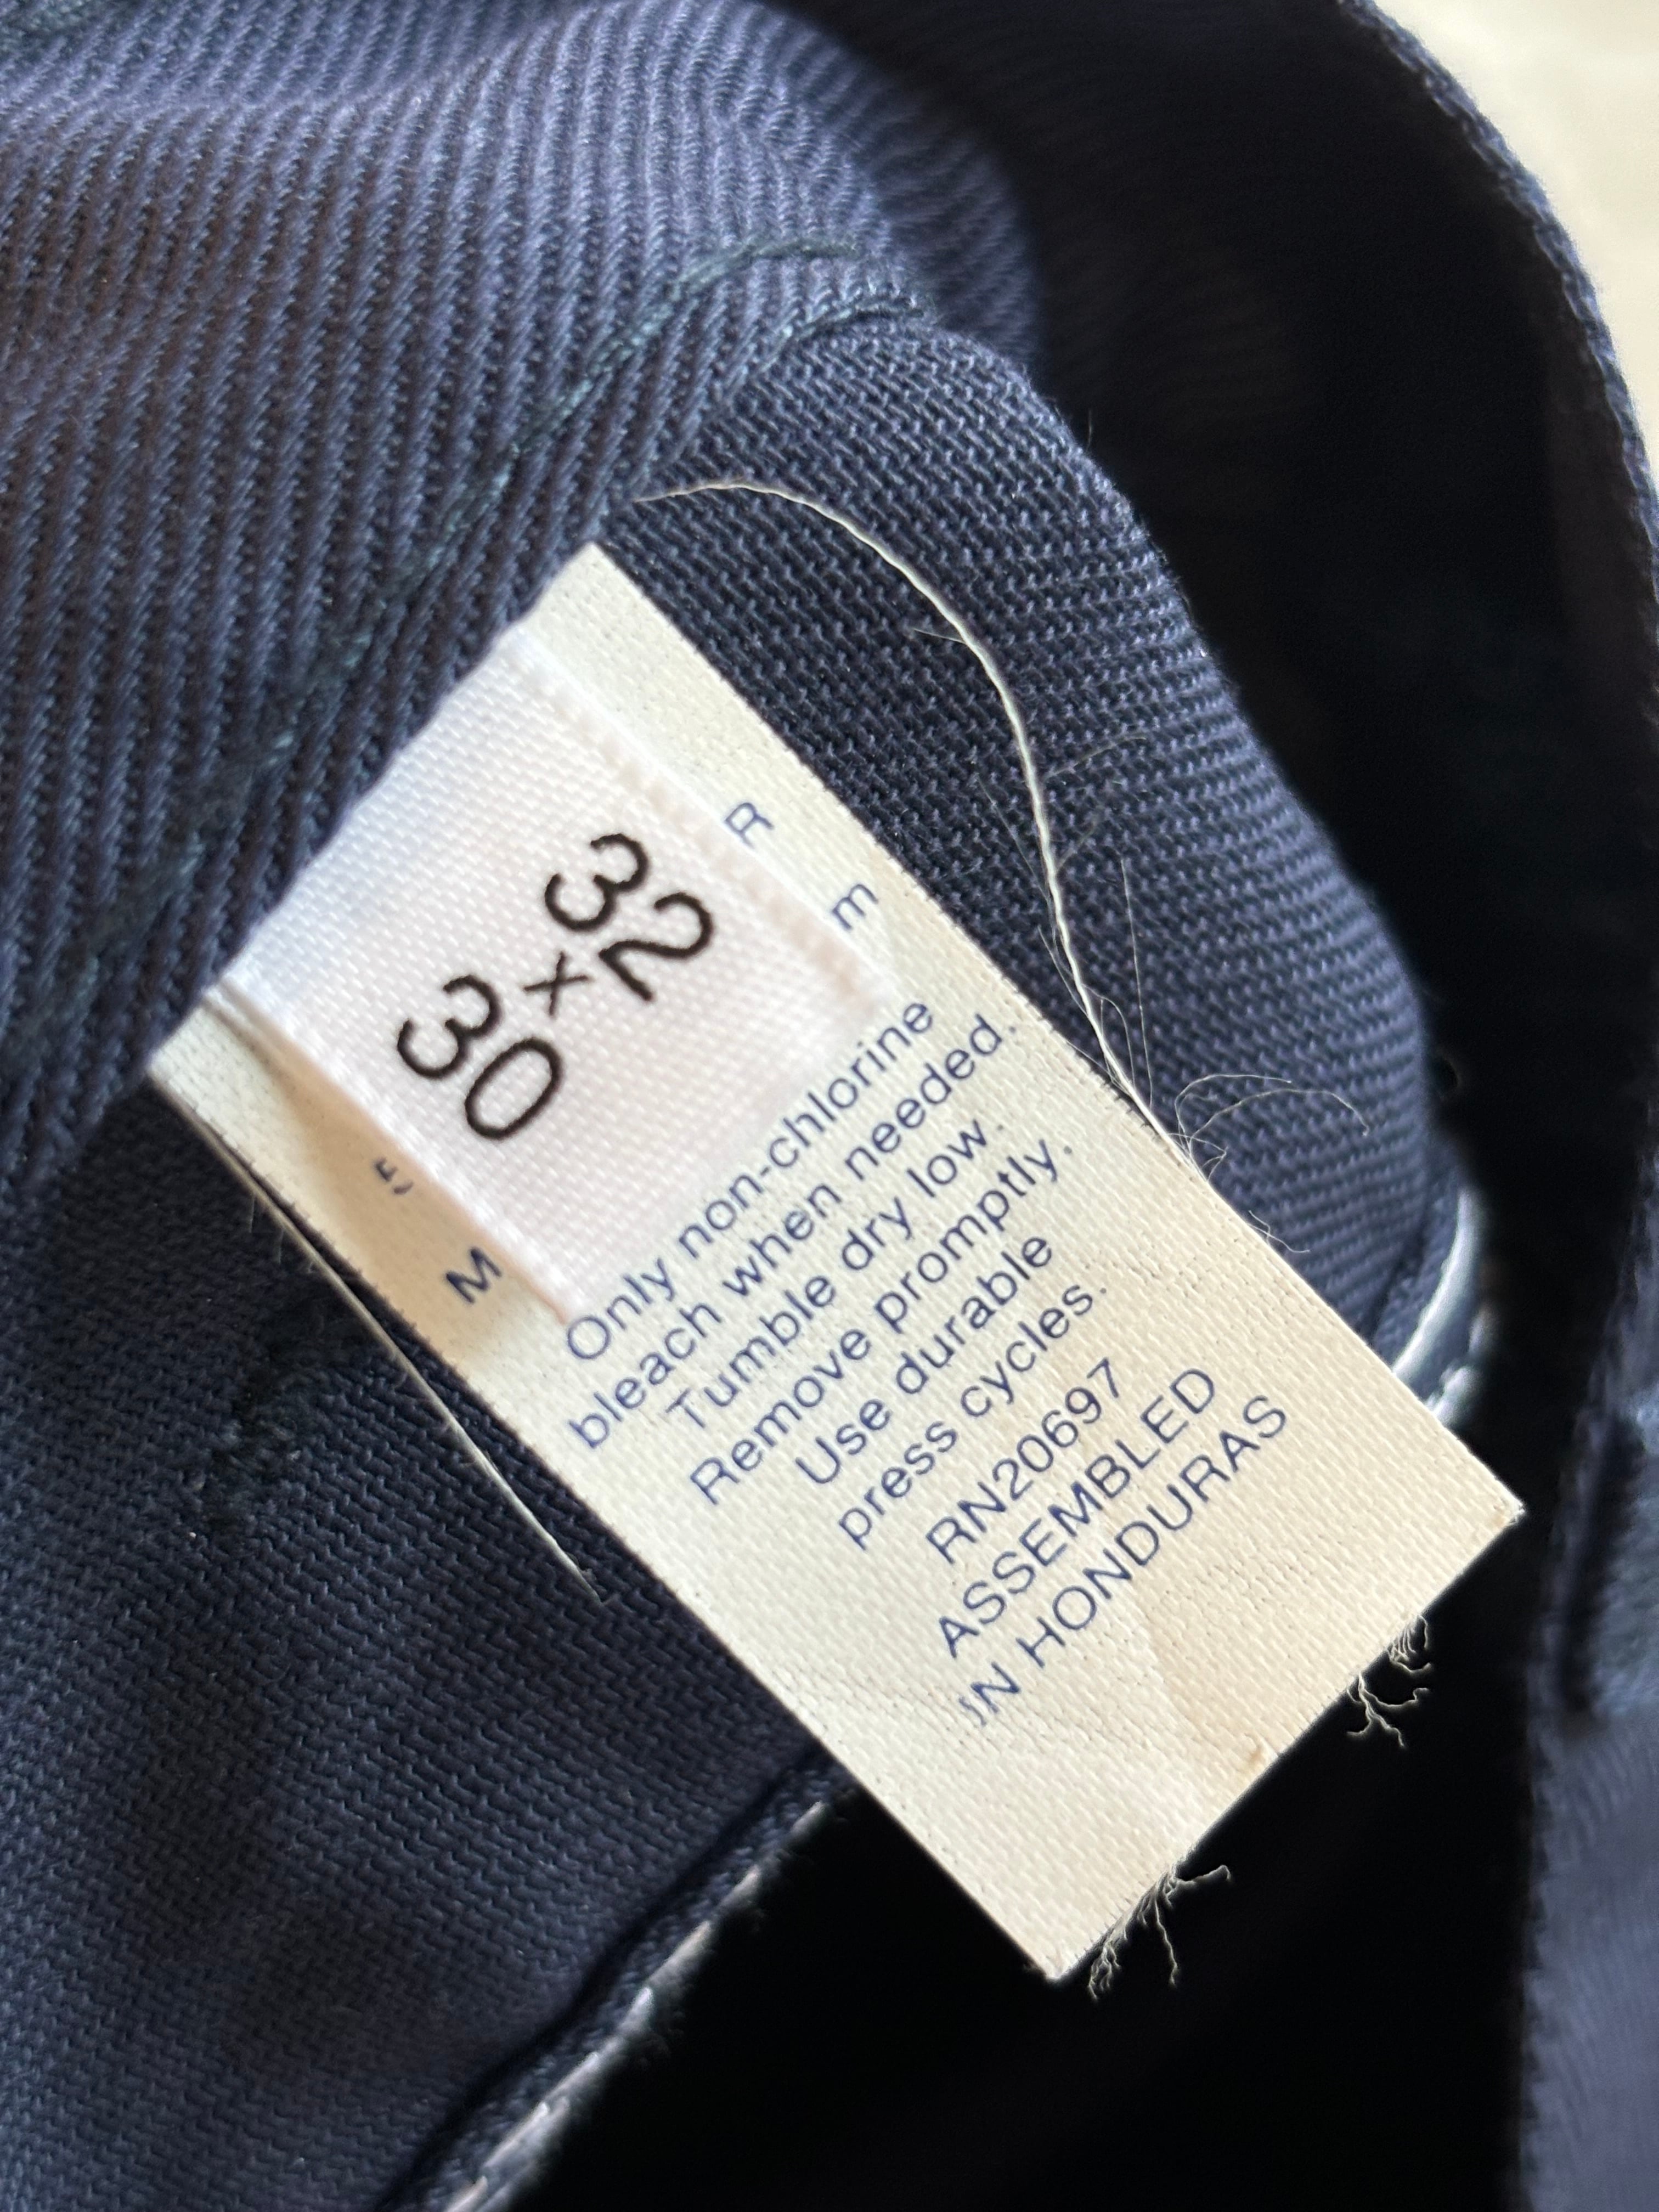 32
x
30
Only non-chlorine
bleach when needed.
Tumble dry low.
Remove promptly.
Use durable
press cycles.
RN20697
ASSEMBLED
IN HONDURAS